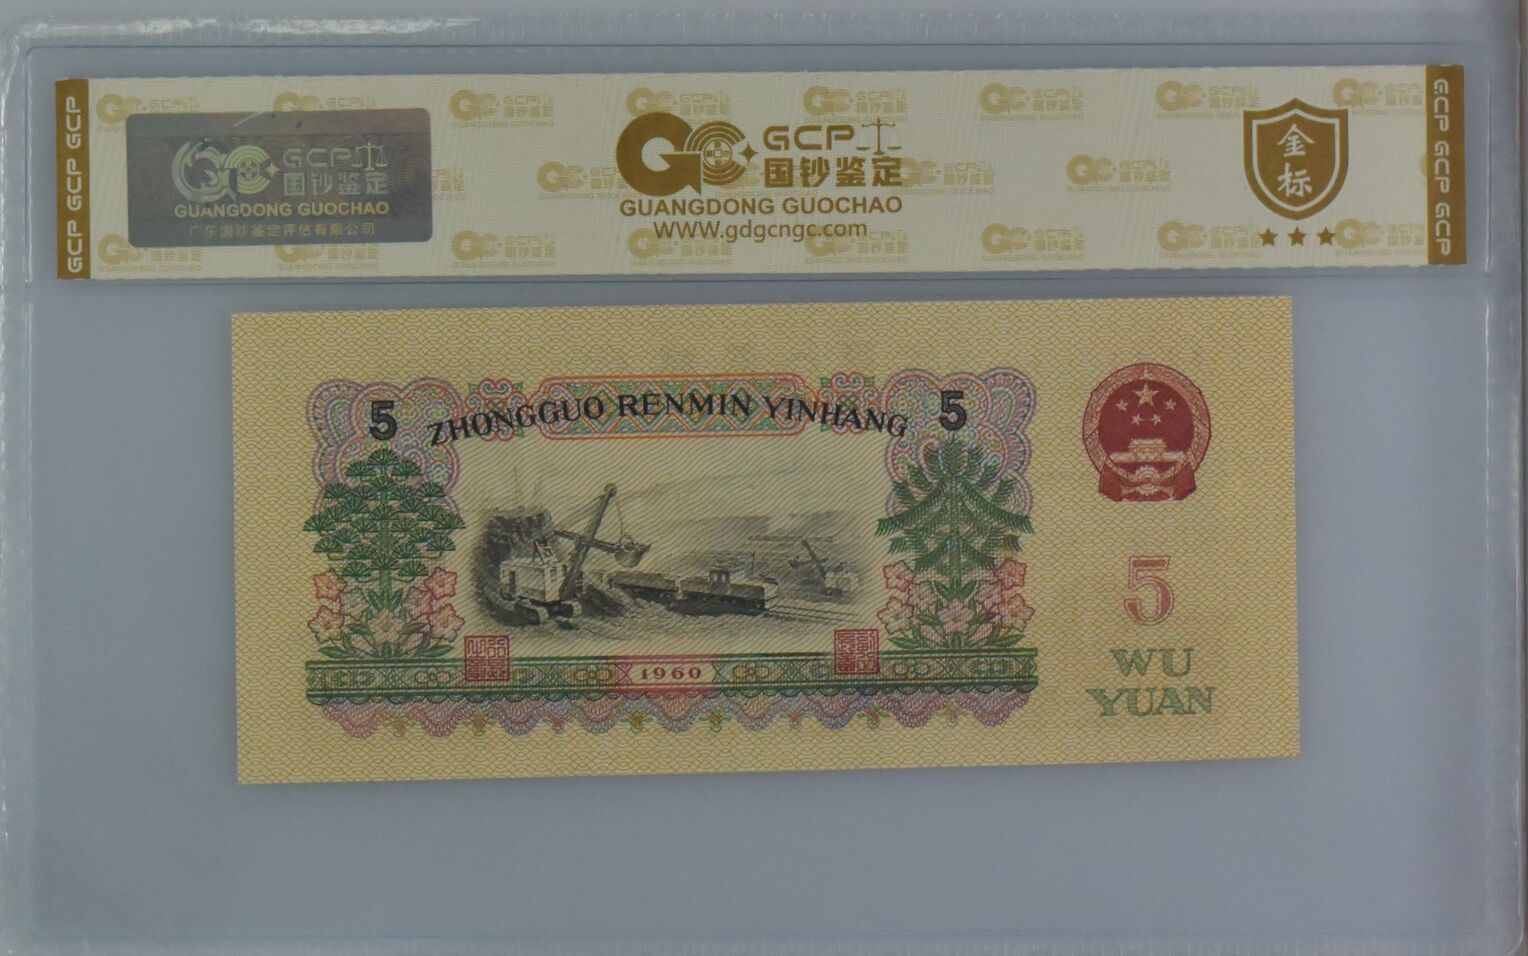 GCP GCP GCP
GCP
国钞鉴定
GUANGDONG GUOCHAO
广东国钞鉴定评估有限公司
GCP
国钞鉴定
GUANGDONG GUOCHAO
www.gdgcngc.com
金标
GCP GCP GCP
5 ZHONGGUO RENMIN YINHANG 5
1960
5
WU
YUAN